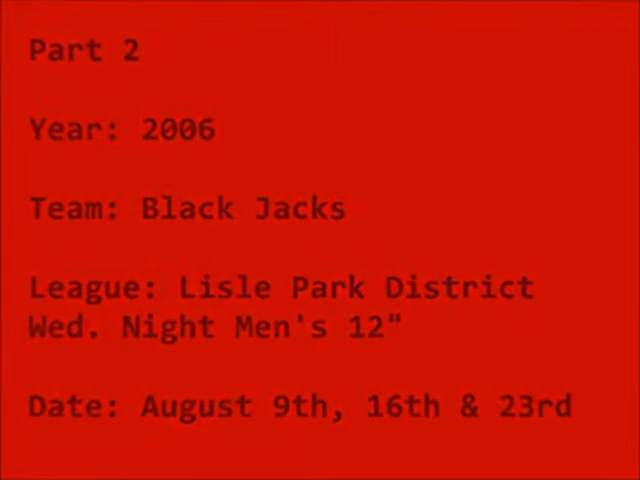 Part 2
Year: 2006
Team: Black Jacks
League: Lisle Park District
Wed. Night Men's 12"
Date: August 9th, 16th & 23rd